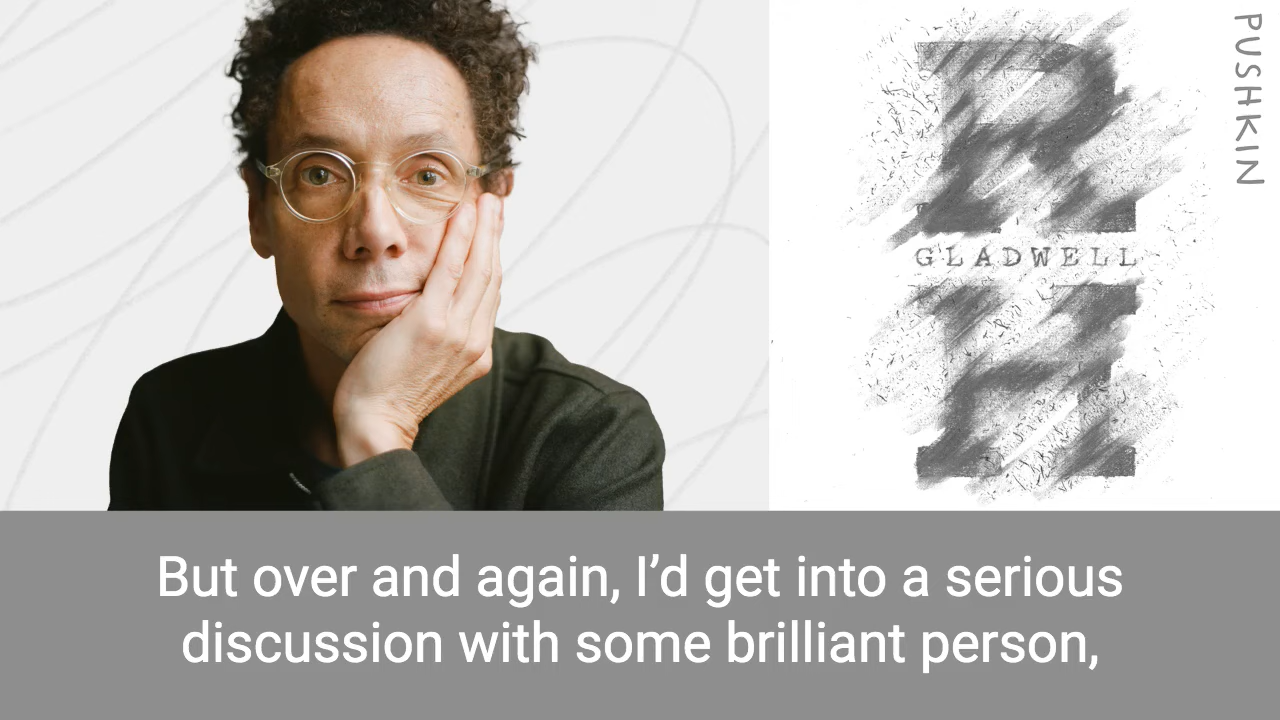 PUSHKIN
R
GLADWELL
H
But over and again, I’d get into a serious
discussion with some brilliant person,